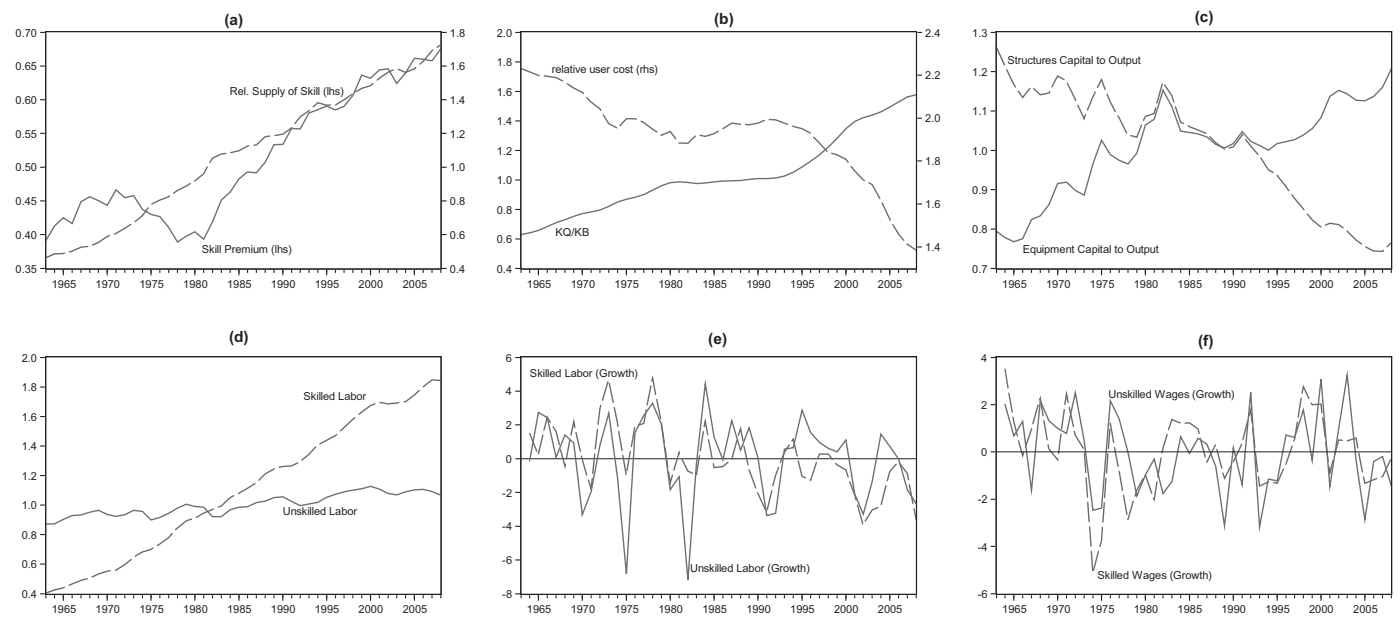 (a)
0.70
0.65
0.60
0.55
0.50
0.45
0.40
0.35
1.8
1.6
1.4
1.2
1.0
0.8
0.6
0.4
Rel. Supply of Skill (lhs)
Skill Premium (lhs)
1965 1970 1975 1980 1985 1990 1995 2000 2005
(b)
2.0
1.8
1.6
1.4
1.2
1.0
0.8
0.6
0.4
2.4
2.2
2.0
1.8
1.6
1.4
relative user cost (rhs)
KQ/KB
1965 1970 1975 1980 1985 1990 1995 2000 2005
(c)
1.3
1.2
1.1
1.0
0.9
0.8
0.7
Structures Capital to Output
Equipment Capital to Output
1965 1970 1975 1980 1985 1990 1995 2000 2005
(d)
2.0
1.8
1.6
1.4
1.2
1.0
0.8
0.6
0.4
Skilled Labor
Unskilled Labor
1965 1970 1975 1980 1985 1990 1995 2000 2005
(e)
6
4
2
0
-2
-4
-6
-8
Skilled Labor (Growth)
Unskilled Labor (Growth)
1965 1970 1975 1980 1985 1990 1995 2000 2005
(f)
4
2
0
-2
-4
-6
Unskilled Wages (Growth)
Skilled Wages (Growth)
1965 1970 1975 1980 1985 1990 1995 2000 2005